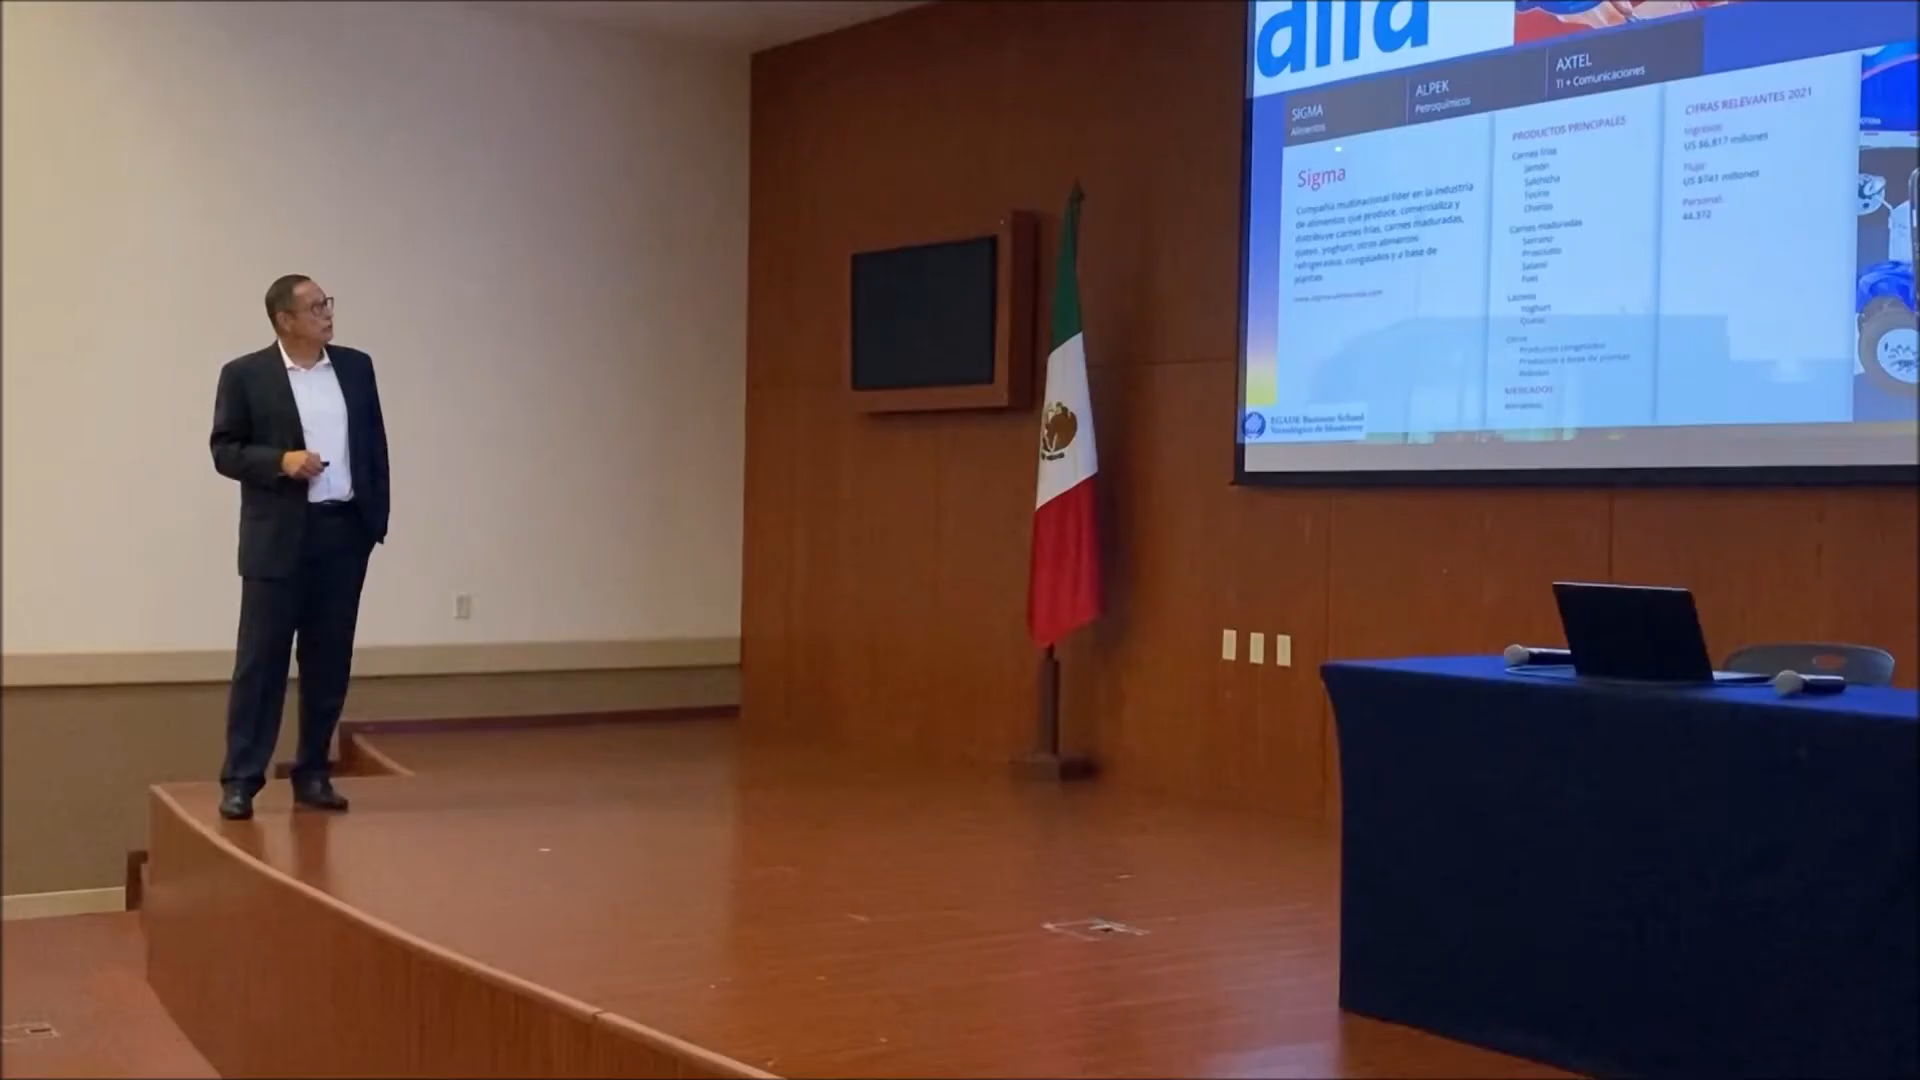 alfa
SIGMA
Alimentos
ALPEK
Petroquímicos
AXTEL
TI + Comunicaciones
Sigma
Compañía multinacional líder en la industria
de alimentos que produce, comercializa y
distribuye carnes frías, carnes maduradas,
queso, yoghurt, otros alimentos
refrigerados, congelados y a base de
plantas
PRODUCTOS PRINCIPALES
Carnes frías
Jamón
Salchicha
Tocino
Chorizo
Carnes maduradas
Serrano
Prosciutto
Salami
Fuet
Lácteos
Yoghurt
Quesos
Otros
Productos congelados
Productos a base de plantas
Bebidas
MERCADOS
CIFRAS RELEVANTES 2021
Ingresos:
US $6,817 millones
Flujo:
US $741 millones
Personal:
EGADE Business School
Tecnológico de Monterrey